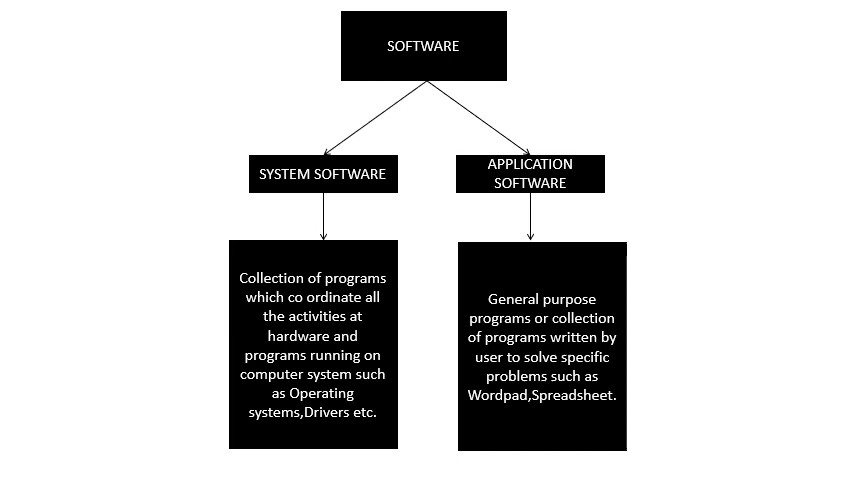 SOFTWARE
SYSTEM SOFTWARE
APPLICATION
SOFTWARE
Collection of programs
which co ordinate all
the activities at
hardware and
programs running on
computer system such
as Operating
systems,Drivers etc.
General purpose
programs or collection
of programs written by
user to solve specific
problems such as
Wordpad,Spreadsheet.